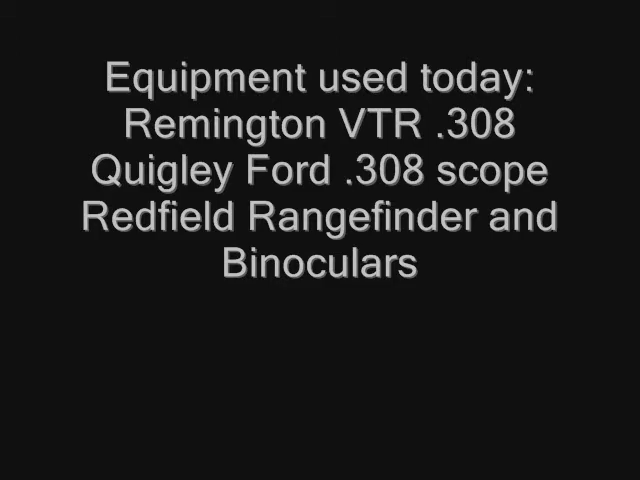 Equipment used today:
Remington VTR .308
Quigley Ford .308 scope
Redfield Rangefinder and
Binoculars